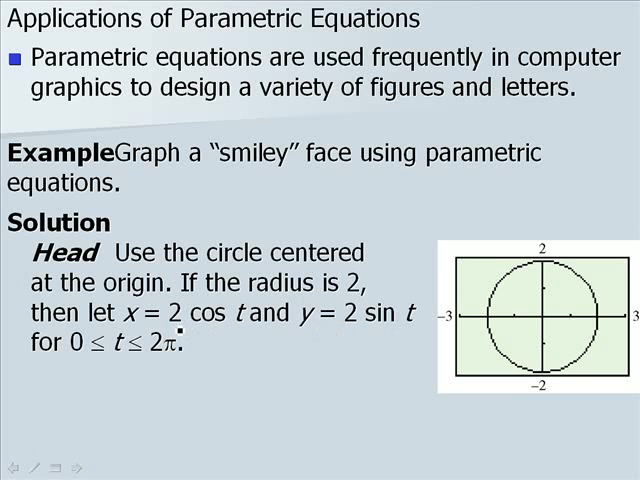 Applications of Parametric Equations
Parametric equations are used frequently in computer
graphics to design a variety of figures and letters.
ExampleGraph a “smiley” face using parametric
equations.
Solution
Head Use the circle centered
at the origin. If the radius is 2,
then let x = 2 cos t and y = 2 sin t
for 0 ≤ t ≤ 2π.
2
−3
3
−2